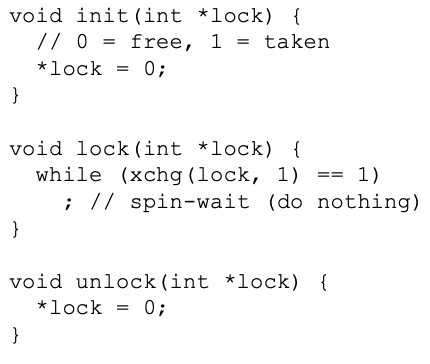 void init(int *lock) {
  // 0 = free, 1 = taken
  *lock = 0;
}

void lock(int *lock) {
  while (xchg(lock, 1) == 1)
    ; // spin-wait (do nothing)
}

void unlock(int *lock) {
  *lock = 0;
}